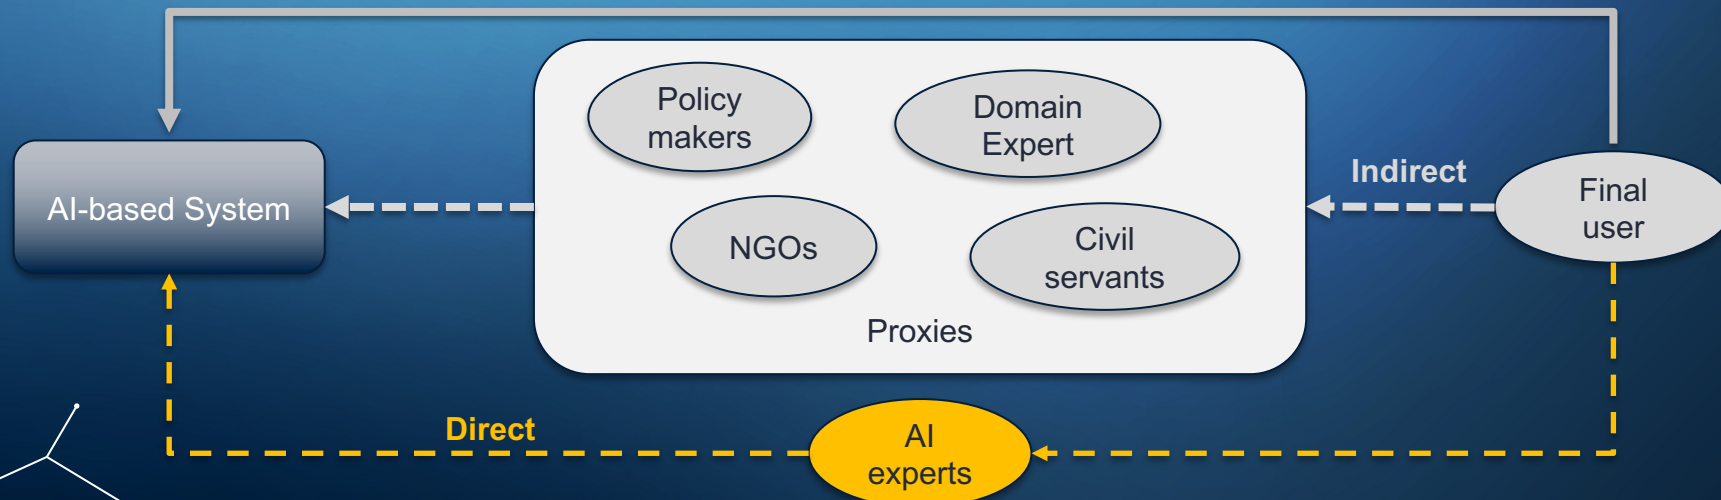 Policy
makers
Domain
Expert
Indirect
AI-based System
Final
user
NGOs
Civil
servants
Proxies
Direct
AI
experts